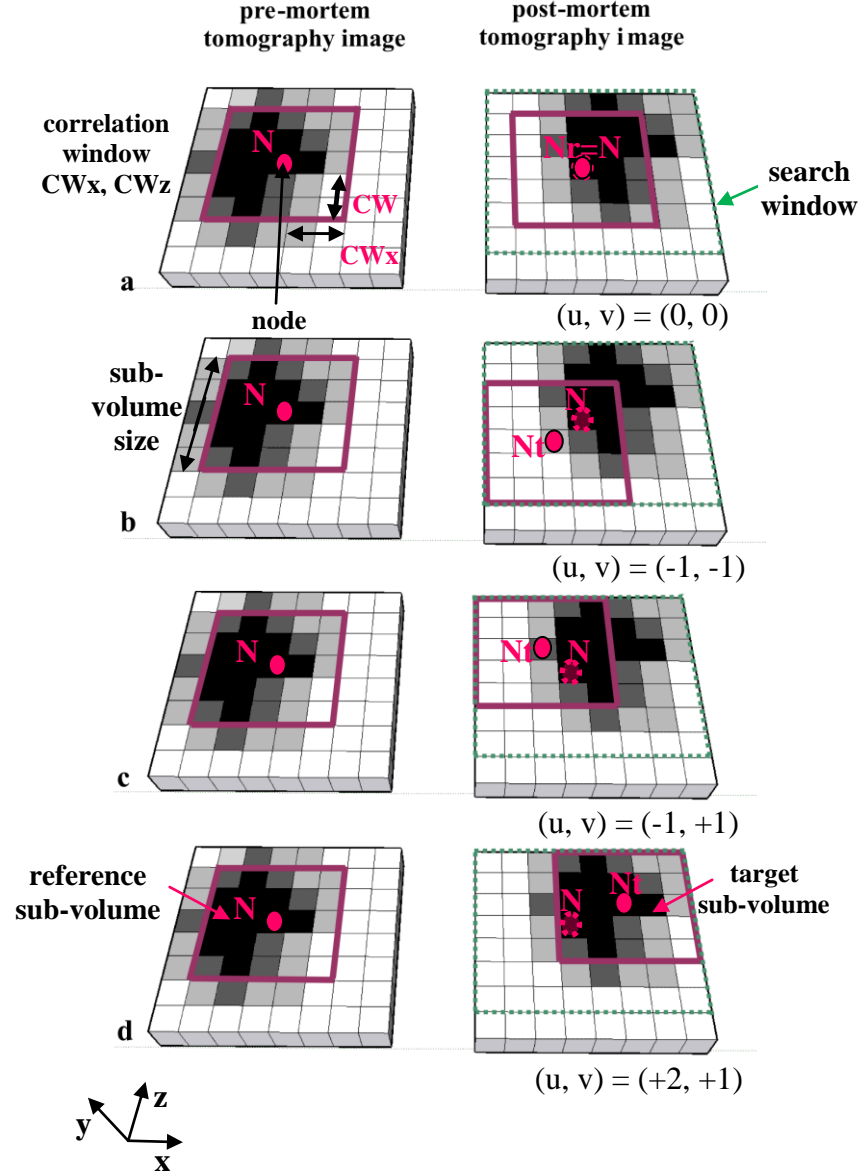 pre-mortem
tomography image
post-mortem
tomography image
correlation
window
CWx, CWz
N
CW
CWx
Nr=N
search
window
a
node
(u, v) = (0, 0)
sub-
volume
size
N
N
Nt
b
(u, v) = (-1, -1)
N
Nt
N
c
(u, v) = (-1, +1)
reference
sub-volume
N
N
Nt
target
sub-volume
d
(u, v) = (+2, +1)
z
y
x